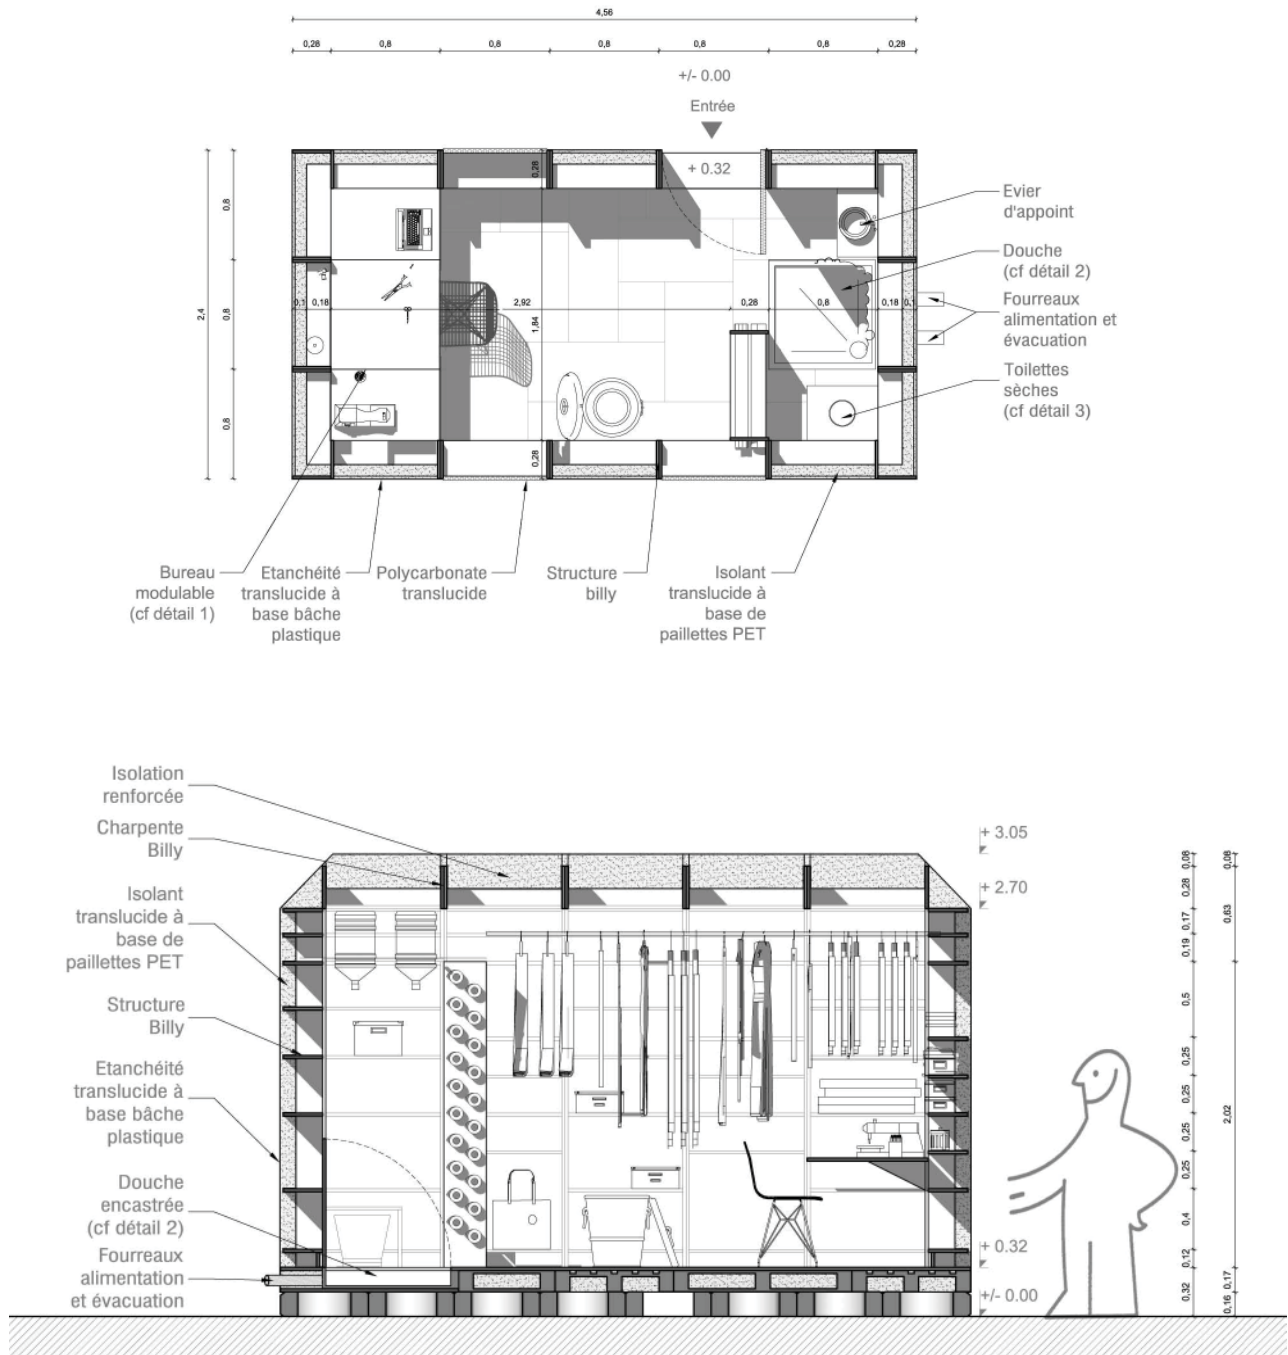 4,56
0,28 0,8 0,8 0,8 0,8 0,8 0,28
+/- 0.00
Entrée
+ 0.32
0,28
2,4
0,8
0,8
0,8
0,1 0,18 2,92 0,28 0,8 0,18 0,1
1,84
0,28
Evier
d'appoint
Douche
(cf détail 2)
Fourreaux
alimentation et
évacuation
Toilettes
sèches
(cf détail 3)
Bureau
modulable
(cf détail 1)
Etanchéité
translucide à
base bâche
plastique
Polycarbonate
translucide
Structure
billy
Isolant
translucide à
base de
paillettes PET
Isolation
renforcée
Charpente
Billy
Isolant
translucide à
base de
paillettes PET
Structure
Billy
Etanchéité
translucide à
base bâche
plastique
Douche
encastrée
(cf détail 2)
Fourreaux
alimentation
et évacuation
+ 3.05
+ 2.70
+ 0.32
+/- 0.00
0,08
0,28
0,17
0,19
0,5
0,25
0,25
0,25
0,25
0,4
0,12
0,32
0,08
0,63
2,02
0,17
0,16